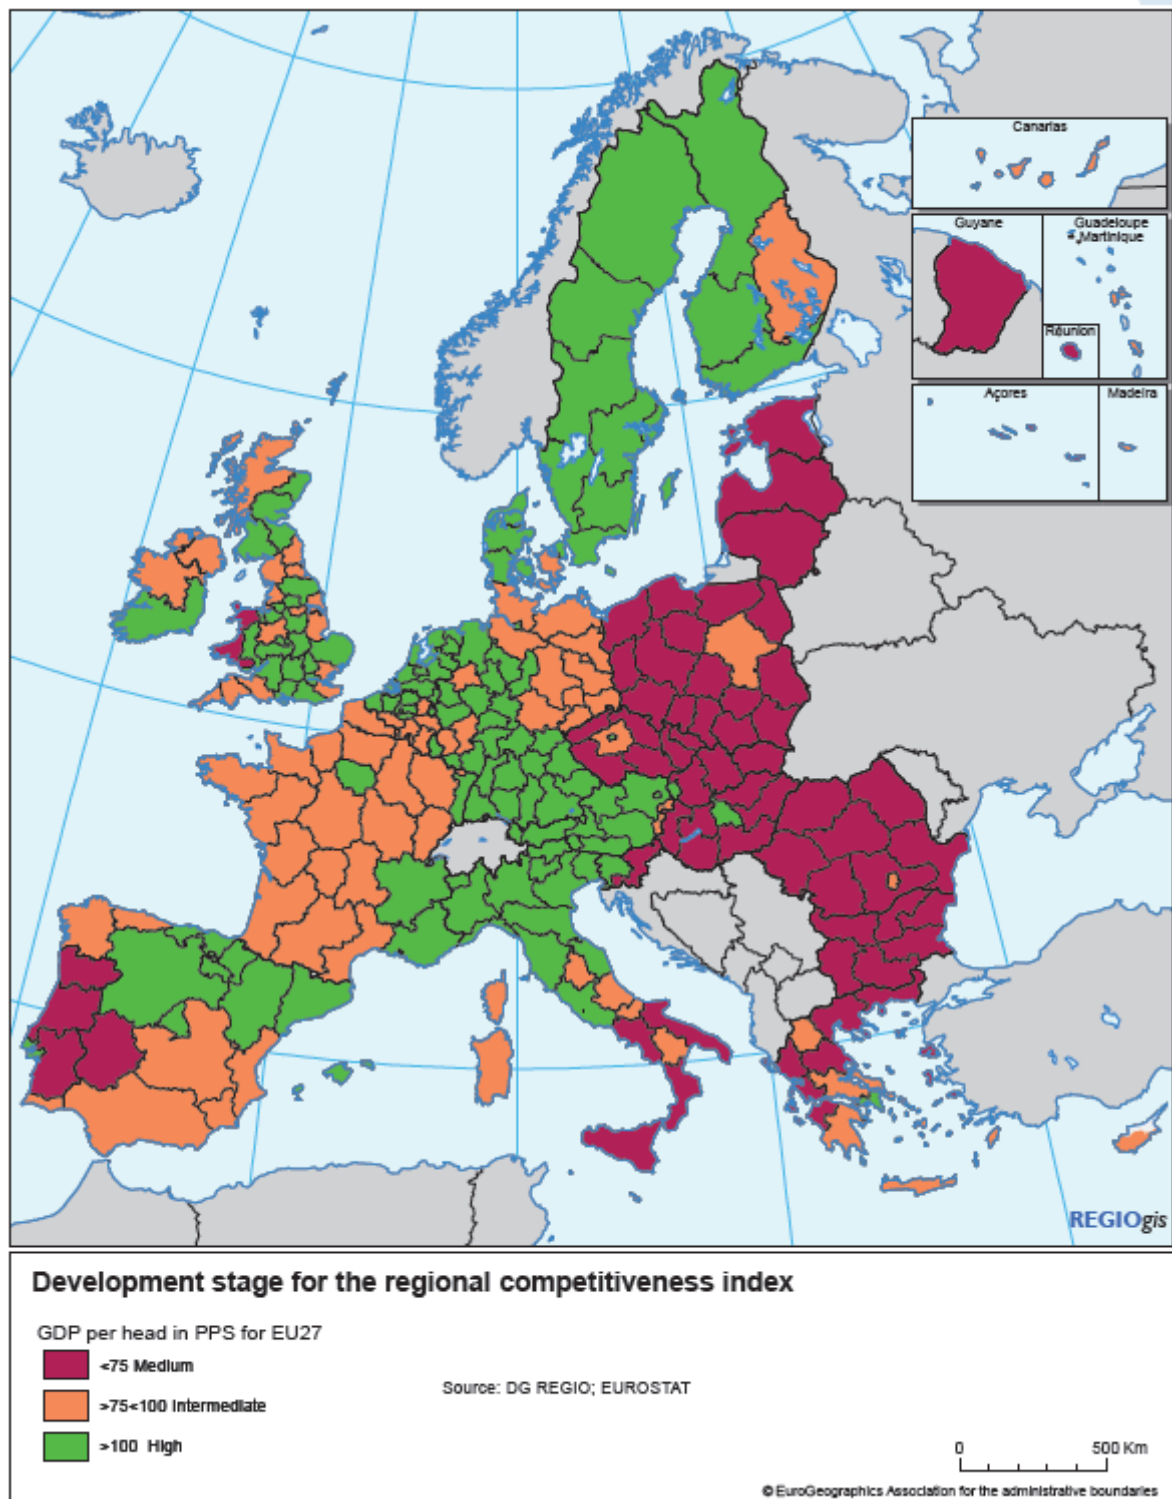 Canarias
Guyane
Guadeloupe
Martinique
Réunion
Açores
Madeira
REGIOgis
Development stage for the regional competitiveness index
GDP per head in PPS for EU27
<75 Medium
>75<100 Intermediate
>100 High
Source: DG REGIO; EUROSTAT
0 500 Km
© EuroGeographics Association for the administrative boundaries